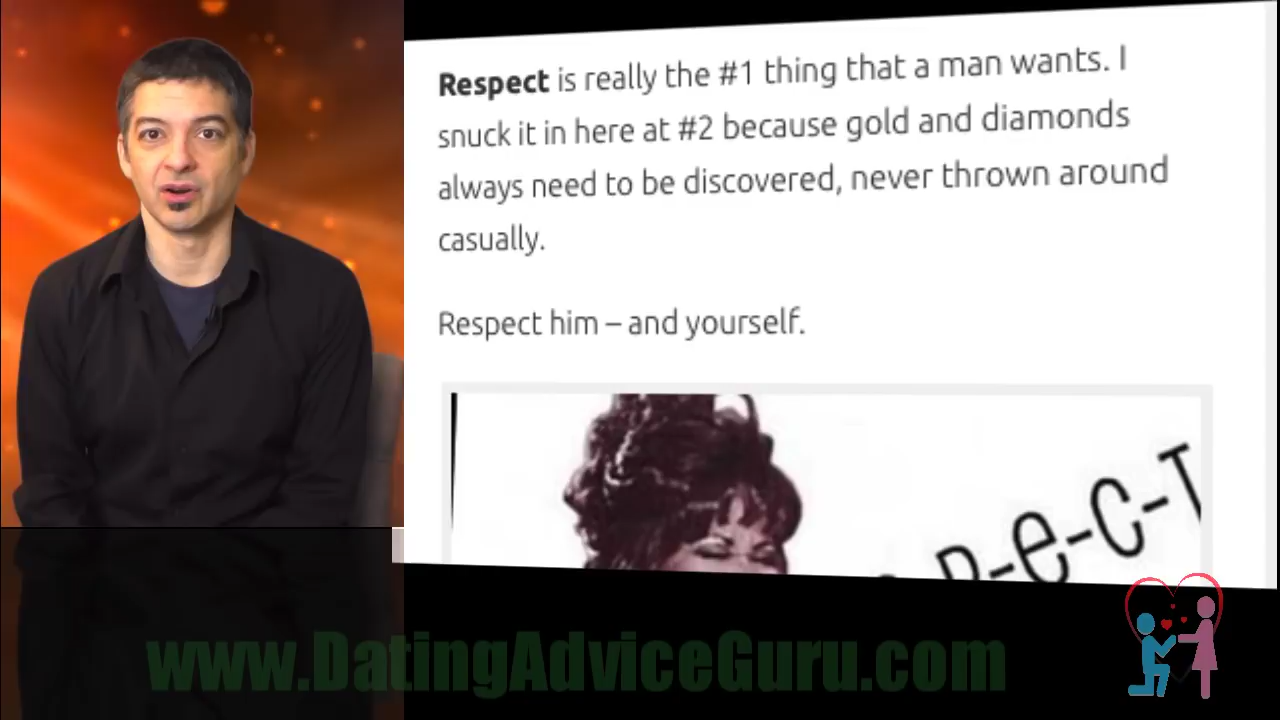 Respect is really the #1 thing that a man wants. I
snuck it in here at #2 because gold and diamonds
always need to be discovered, never thrown around
casually.
Respect him – and yourself.
P-e-C-T
www.DatingAdviceGuru.com